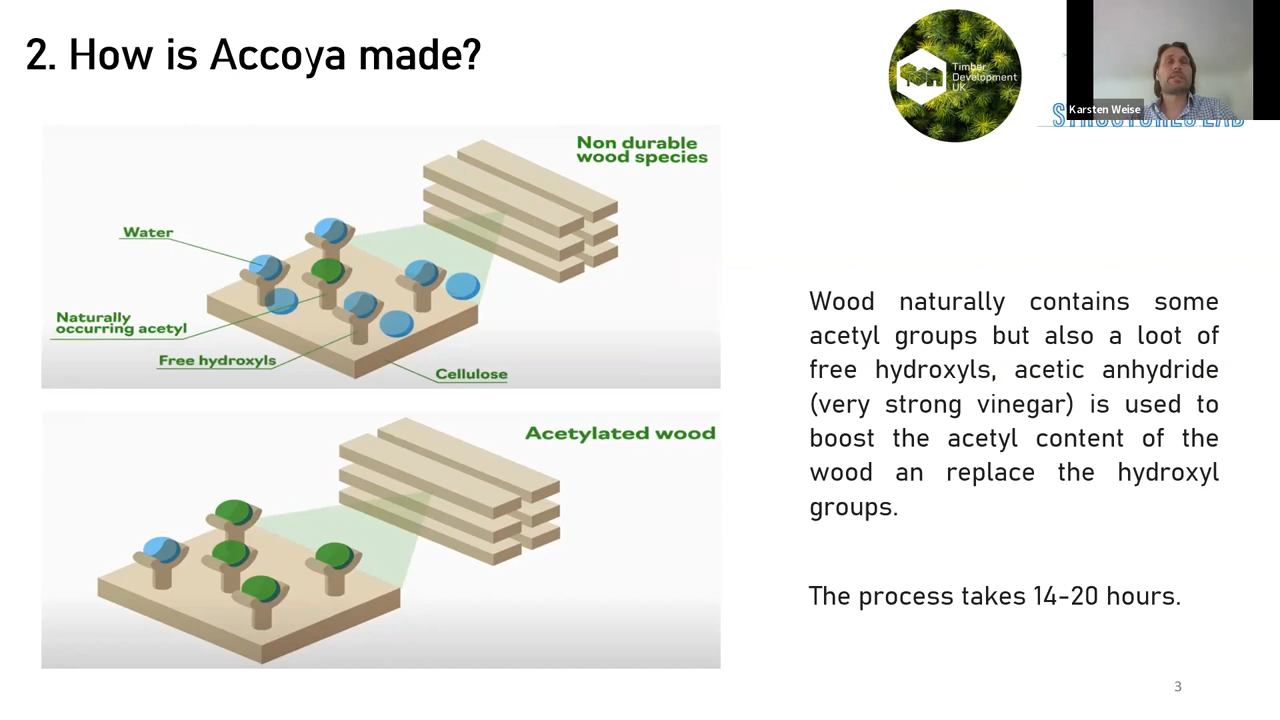 2. How is Accoya made?
Timber
Development
UK
Karsten Weise
Non durable
wood species
Water
Naturally
occurring acetyl
Free hydroxyls
Cellulose
Acetylated wood
Wood naturally contains some
acetyl groups but also a loot of
free hydroxyls, acetic anhydride
(very strong vinegar) is used to
boost the acetyl content of the
wood an replace the hydroxyl
groups.
The process takes 14-20 hours.
3